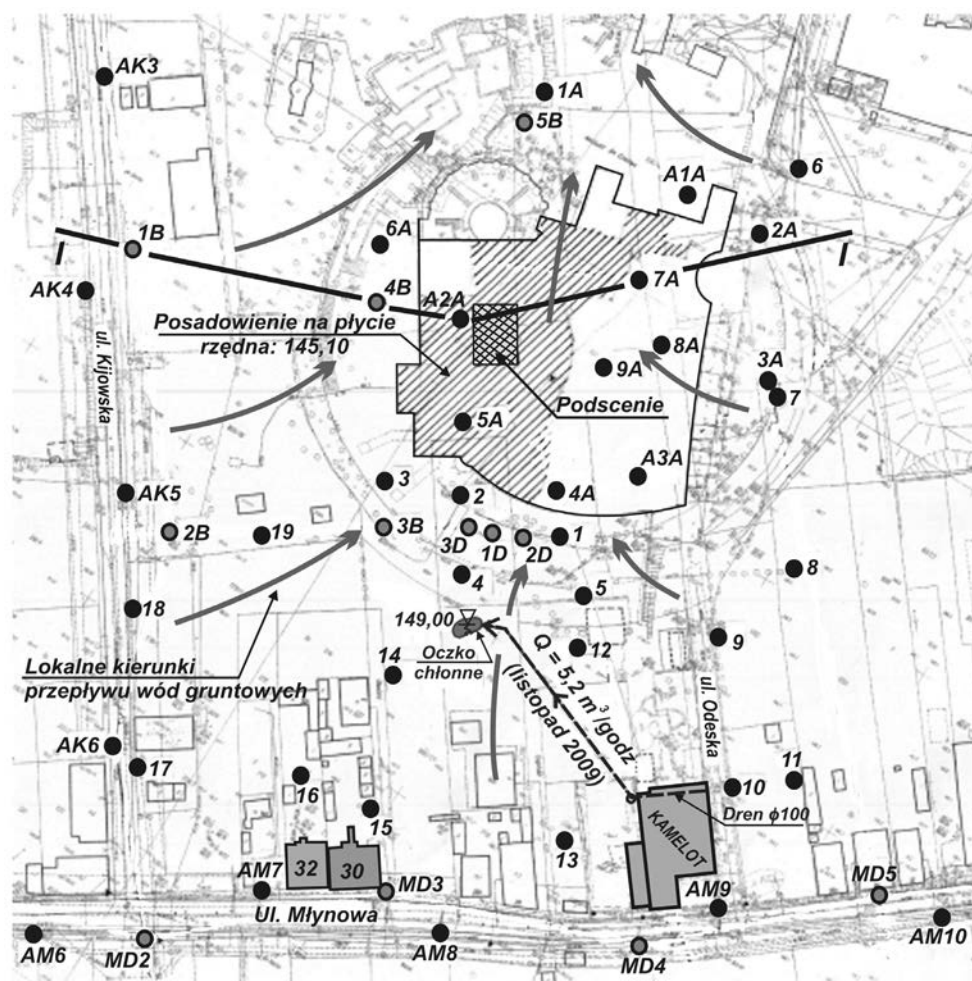 AK3
1A
5B
6
A1A
1B
I
6A
2A
I
7A
AK4
4B
A2A
Posadowienie na płycie
rzędna: 145,10
ul. Kijowska
8A
9A
3A
7
Podscenie
5A
A3A
3
2
4A
AK5
2B
19
3B
3D
1D
2D
1
4
5
8
18
149,00
Oczko
chłonne
12
9
Lokalne kierunki
przepływu wód gruntowych
14
Q = 5,2 m³/godz
(listopad 2009)
ul. Odeska
AK6
17
16
15
11
10
Dren ϕ100
KAMELOT
13
32
30
AM7
MD3
Ul. Młynowa
AM9
MD5
AM6
MD2
AM8
MD4
AM10